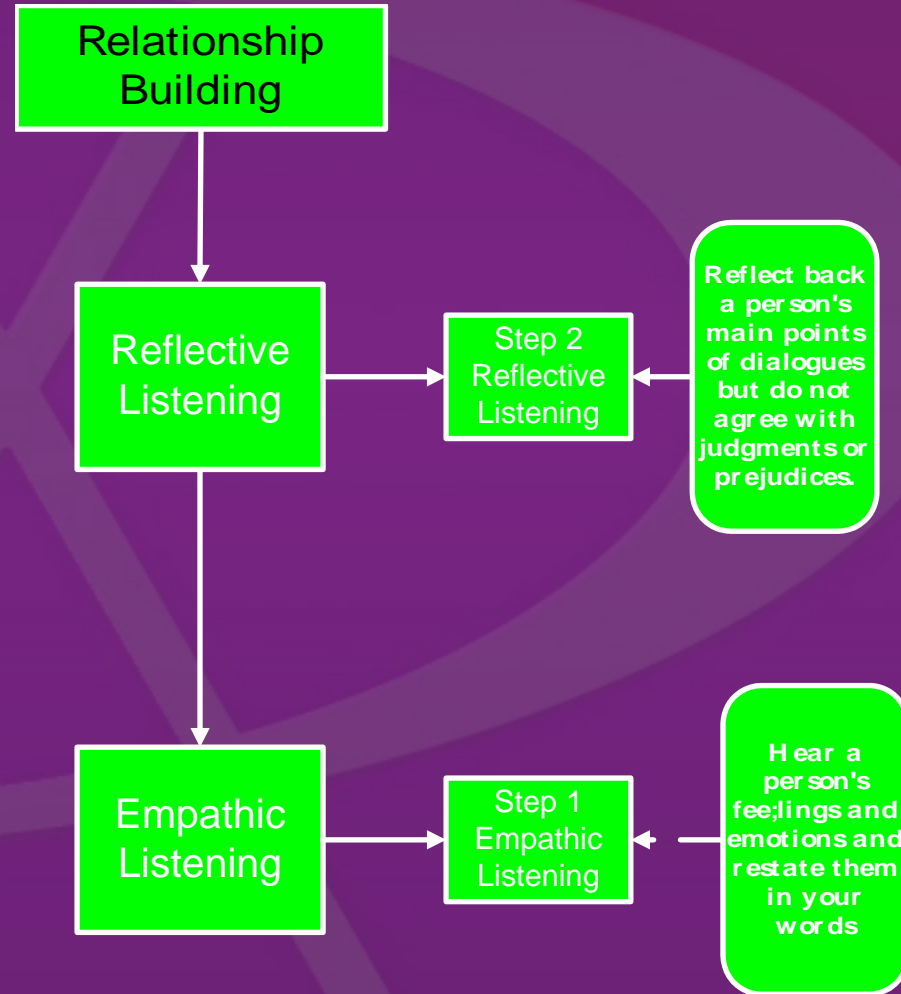 Relationship
Building
Reflective
Listening
Step 2
Reflective
Listening
Reflect back
a person's
main points
of dialogues
but do not
agree with
judgments or
prejudices.
Empathic
Listening
Step 1
Empathic
Listening
Hear a
person's
fee;lings and
emotions and
restate them
in your
words